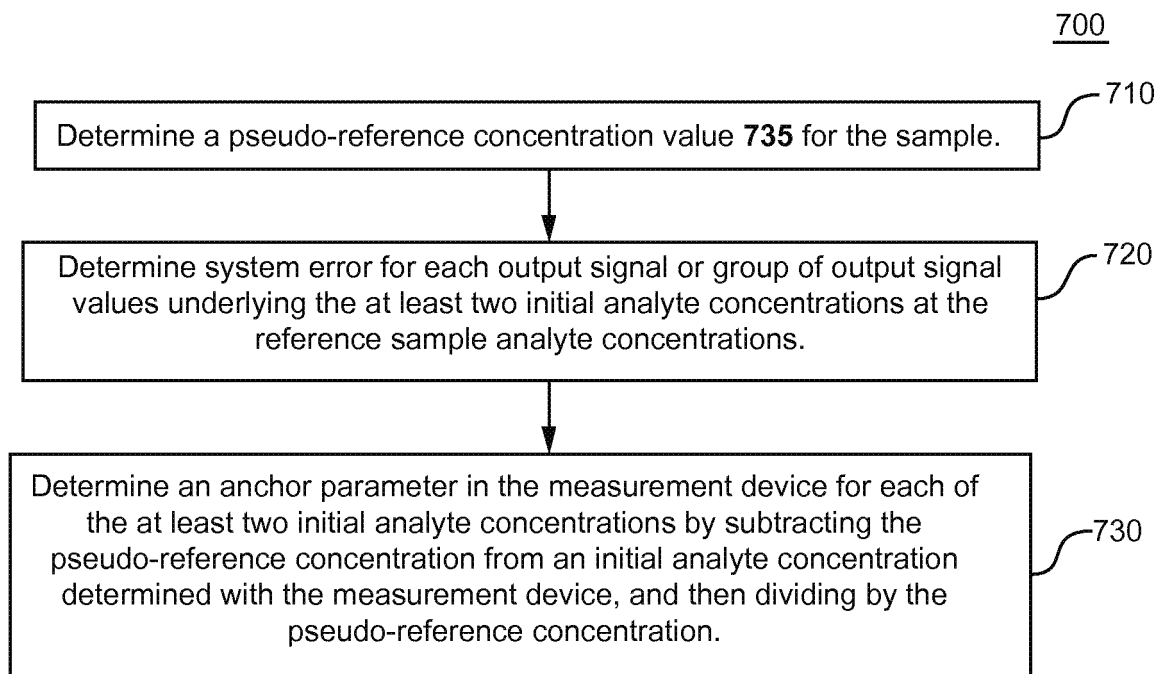 700
710
Determine a pseudo-reference concentration value 735 for the sample.
720
Determine system error for each output signal or group of output signal
values underlying the at least two initial analyte concentrations at the
reference sample analyte concentrations.
730
Determine an anchor parameter in the measurement device for each of
the at least two initial analyte concentrations by subtracting the
pseudo-reference concentration from an initial analyte concentration
determined with the measurement device, and then dividing by the
pseudo-reference concentration.